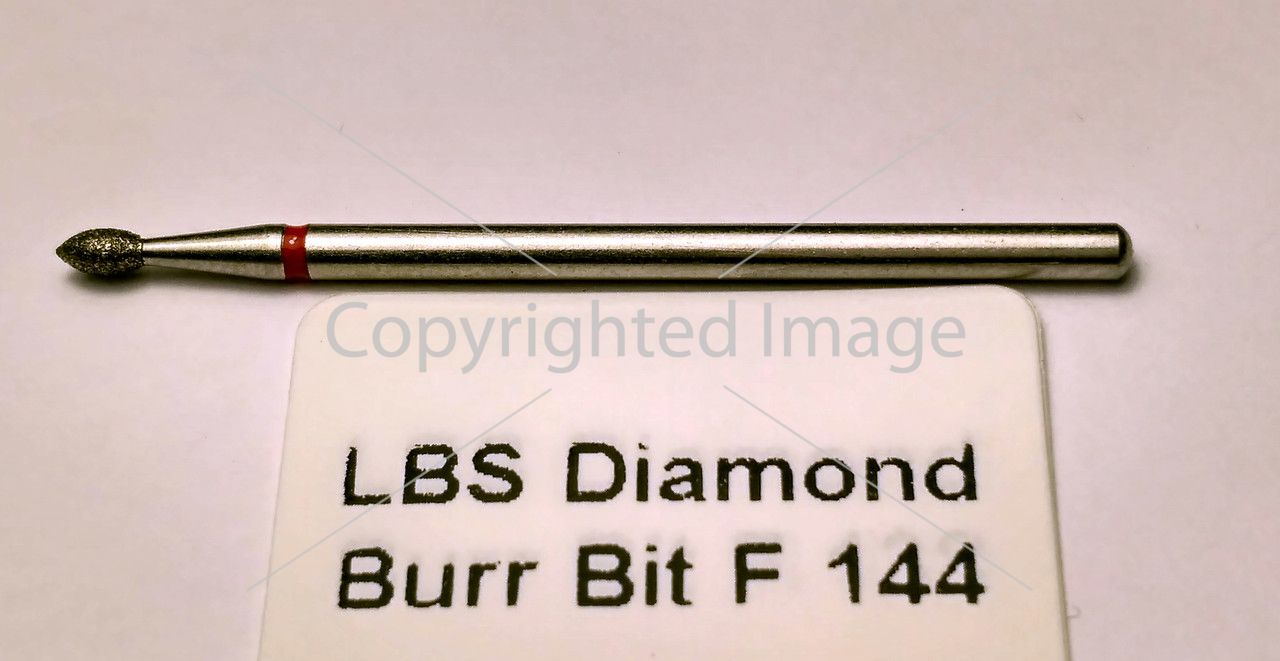 Copyrighted Image
LBS Diamond
Burr Bit F 144